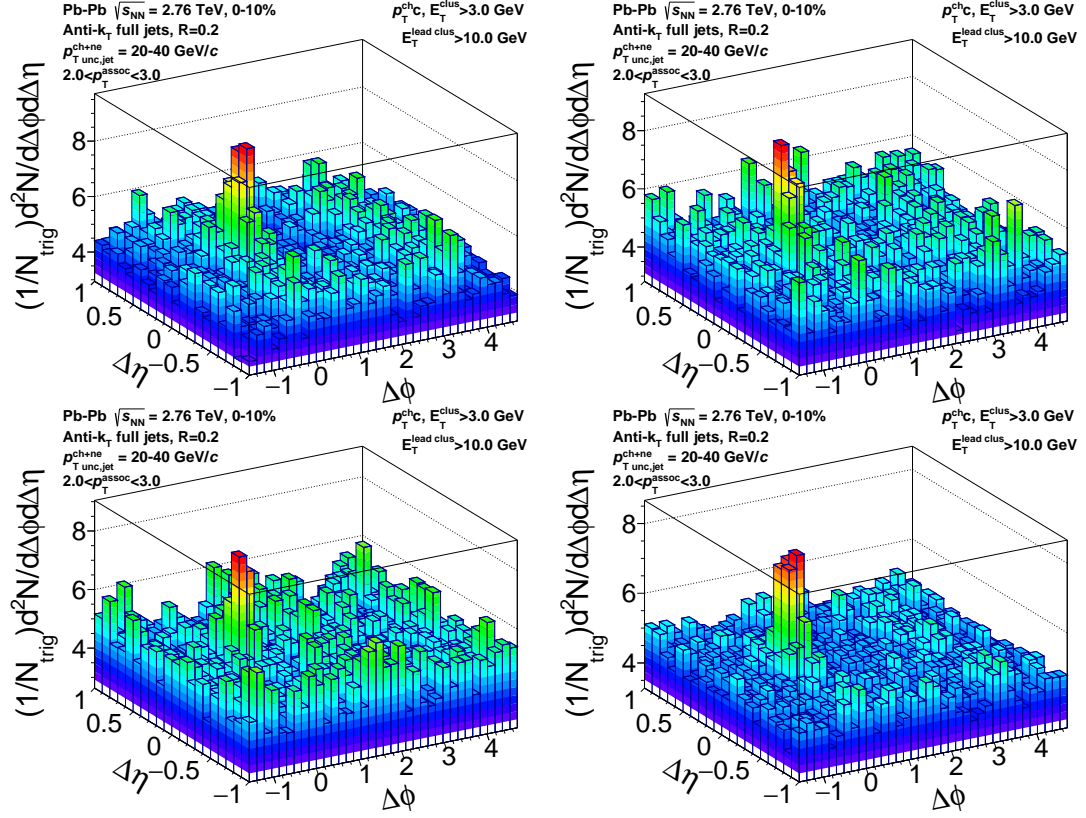 Pb-Pb √s_NN = 2.76 TeV, 0-10%
p_T^ch c, E_T^clus>3.0 GeV
Anti-k_T full jets, R=0.2
E_T^lead clus>10.0 GeV
p_T unc,jet^ch+ne = 20-40 GeV/c
2.0<p_T^assoc<3.0
(1/N_trig)d²N/dΔϕdΔη
8
6
4
1
0.5
0
−0.5
−1
Δη
−1 0 1 2 3 4
Δϕ
Pb-Pb √s_NN = 2.76 TeV, 0-10%
p_T^ch c, E_T^clus>3.0 GeV
Anti-k_T full jets, R=0.2
E_T^lead clus>10.0 GeV
p_T unc,jet^ch+ne = 20-40 GeV/c
2.0<p_T^assoc<3.0
(1/N_trig)d²N/dΔϕdΔη
8
6
4
1
0.5
0
−0.5
−1
Δη
−1 0 1 2 3 4
Δϕ
Pb-Pb √s_NN = 2.76 TeV, 0-10%
p_T^ch c, E_T^clus>3.0 GeV
Anti-k_T full jets, R=0.2
E_T^lead clus>10.0 GeV
p_T unc,jet^ch+ne = 20-40 GeV/c
2.0<p_T^assoc<3.0
(1/N_trig)d²N/dΔϕdΔη
8
6
4
1
0.5
0
−0.5
−1
Δη
−1 0 1 2 3 4
Δϕ
Pb-Pb √s_NN = 2.76 TeV, 0-10%
p_T^ch c, E_T^clus>3.0 GeV
Anti-k_T full jets, R=0.2
E_T^lead clus>10.0 GeV
p_T unc,jet^ch+ne = 20-40 GeV/c
2.0<p_T^assoc<3.0
(1/N_trig)d²N/dΔϕdΔη
8
6
4
1
0.5
0
−0.5
−1
Δη
−1 0 1 2 3 4
Δϕ